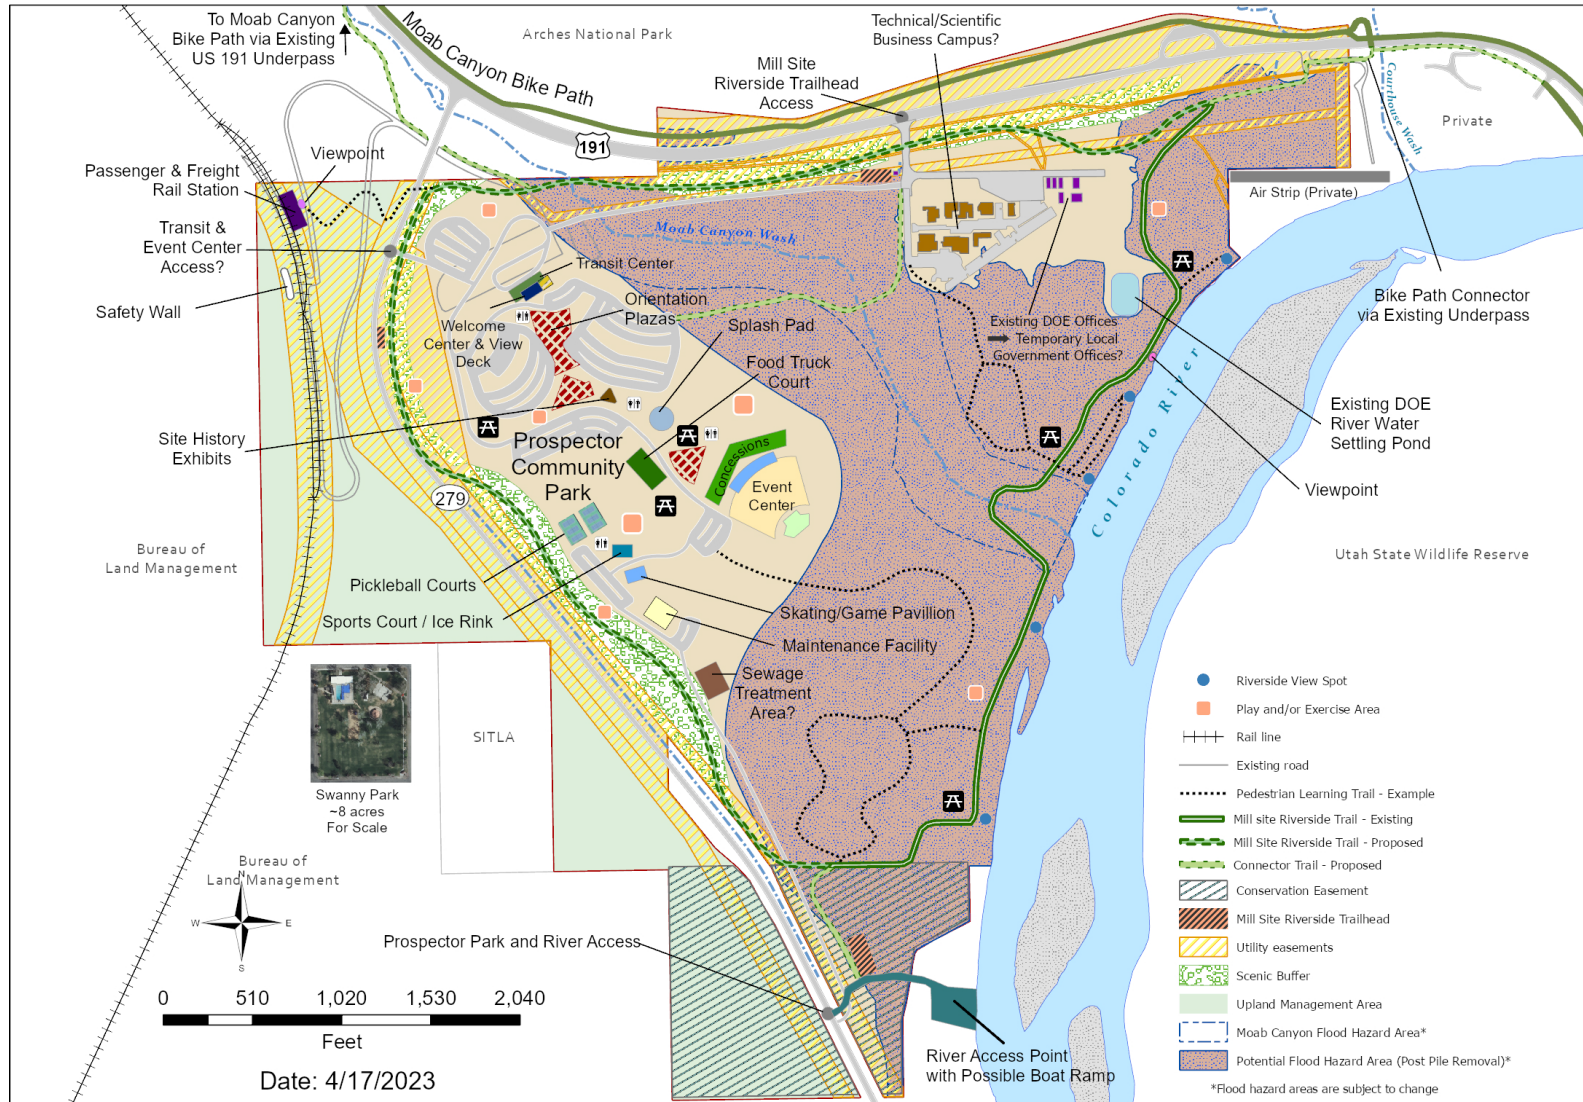 To Moab Canyon
Bike Path via Existing
US 191 Underpass
Moab Canyon Bike Path
Arches National Park
Technical/Scientific
Business Campus?
Mill Site
Riverside Trailhead
Access
191
Courthouse Wash
Private
Air Strip (Private)
Viewpoint
Passenger & Freight
Rail Station
Transit &
Event Center
Access?
Safety Wall
Moab Canyon Wash
Transit Center
Orientation
Plazas
Welcome
Center & View
Deck
Splash Pad
Food Truck
Court
Existing DOE Offices
Temporary Local
Government Offices?
Bike Path Connector
via Existing Underpass
Existing DOE
River Water
Settling Pond
Viewpoint
Colorado River
Site History
Exhibits
Prospector
Community
Park
Concessions
Event
Center
279
Bureau of
Land Management
Utah State Wildlife Reserve
Pickleball Courts
Sports Court / Ice Rink
Skating/Game Pavillion
Maintenance Facility
Sewage
Treatment
Area?
SITLA
Swanny Park
~8 acres
For Scale
Bureau of
Land Management
N
W
E
S
Prospector Park and River Access
0 510 1,020 1,530 2,040
Feet
Date: 4/17/2023
River Access Point
with Possible Boat Ramp
Riverside View Spot
Play and/or Exercise Area
Rail line
Existing road
Pedestrian Learning Trail - Example
Mill site Riverside Trail - Existing
Mill Site Riverside Trail - Proposed
Connector Trail - Proposed
Conservation Easement
Mill Site Riverside Trailhead
Utility easements
Scenic Buffer
Upland Management Area
Moab Canyon Flood Hazard Area*
Potential Flood Hazard Area (Post Pile Removal)*
*Flood hazard areas are subject to change